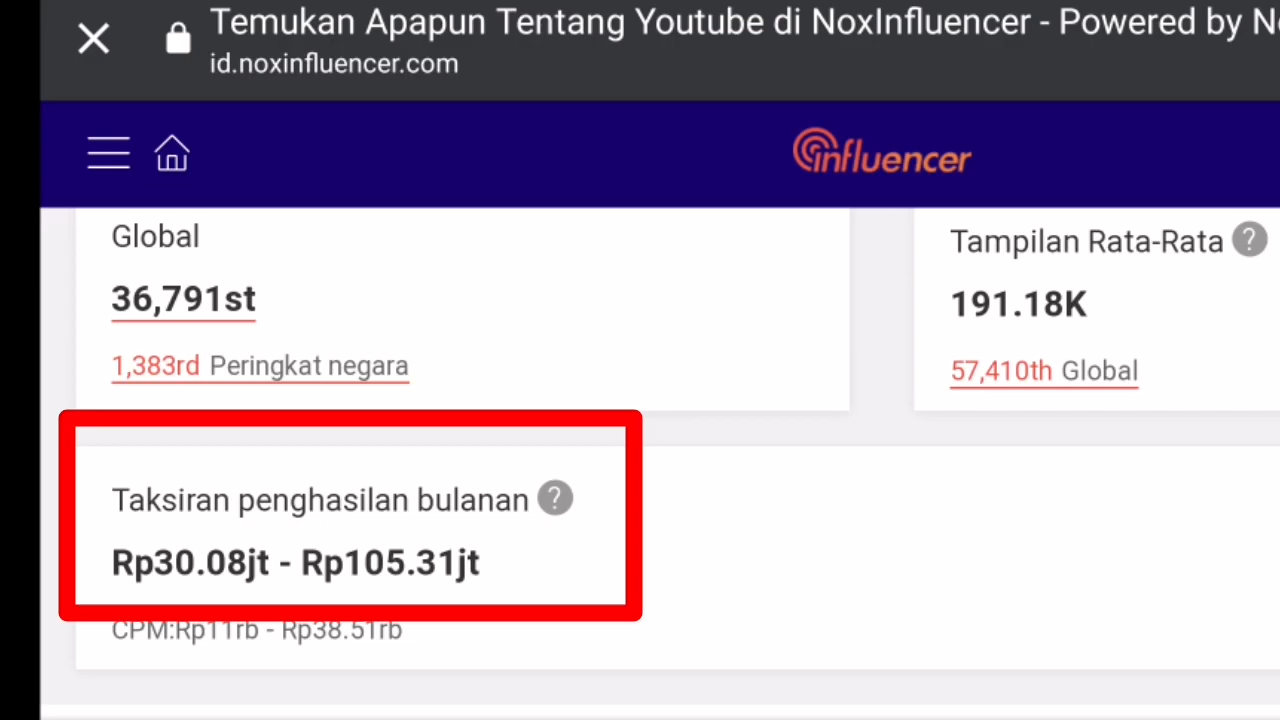 Temukan Apapun Tentang Youtube di NoxInfluencer - Powered by
id.noxinfluencer.com
influencer
Global
36,791st
1,383rd Peringkat negara
Tampilan Rata-Rata ?
191.18K
57,410th Global
Taksiran penghasilan bulanan ?
Rp30.08jt - Rp105.31jt
CPM:Rp11rb - Rp38.51rb